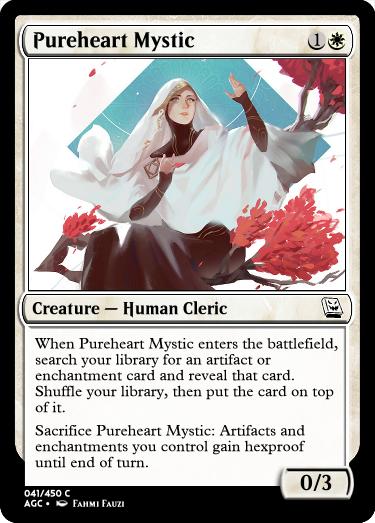 Pureheart Mystic 1
Creature — Human Cleric
When Pureheart Mystic enters the battlefield,
search your library for an artifact or
enchantment card and reveal that card.
Shuffle your library, then put the card on top
of it.
Sacrifice Pureheart Mystic: Artifacts and
enchantments you control gain hexproof
until end of turn.
0/3
041/450 C
AGC • Fahmi Fauzi